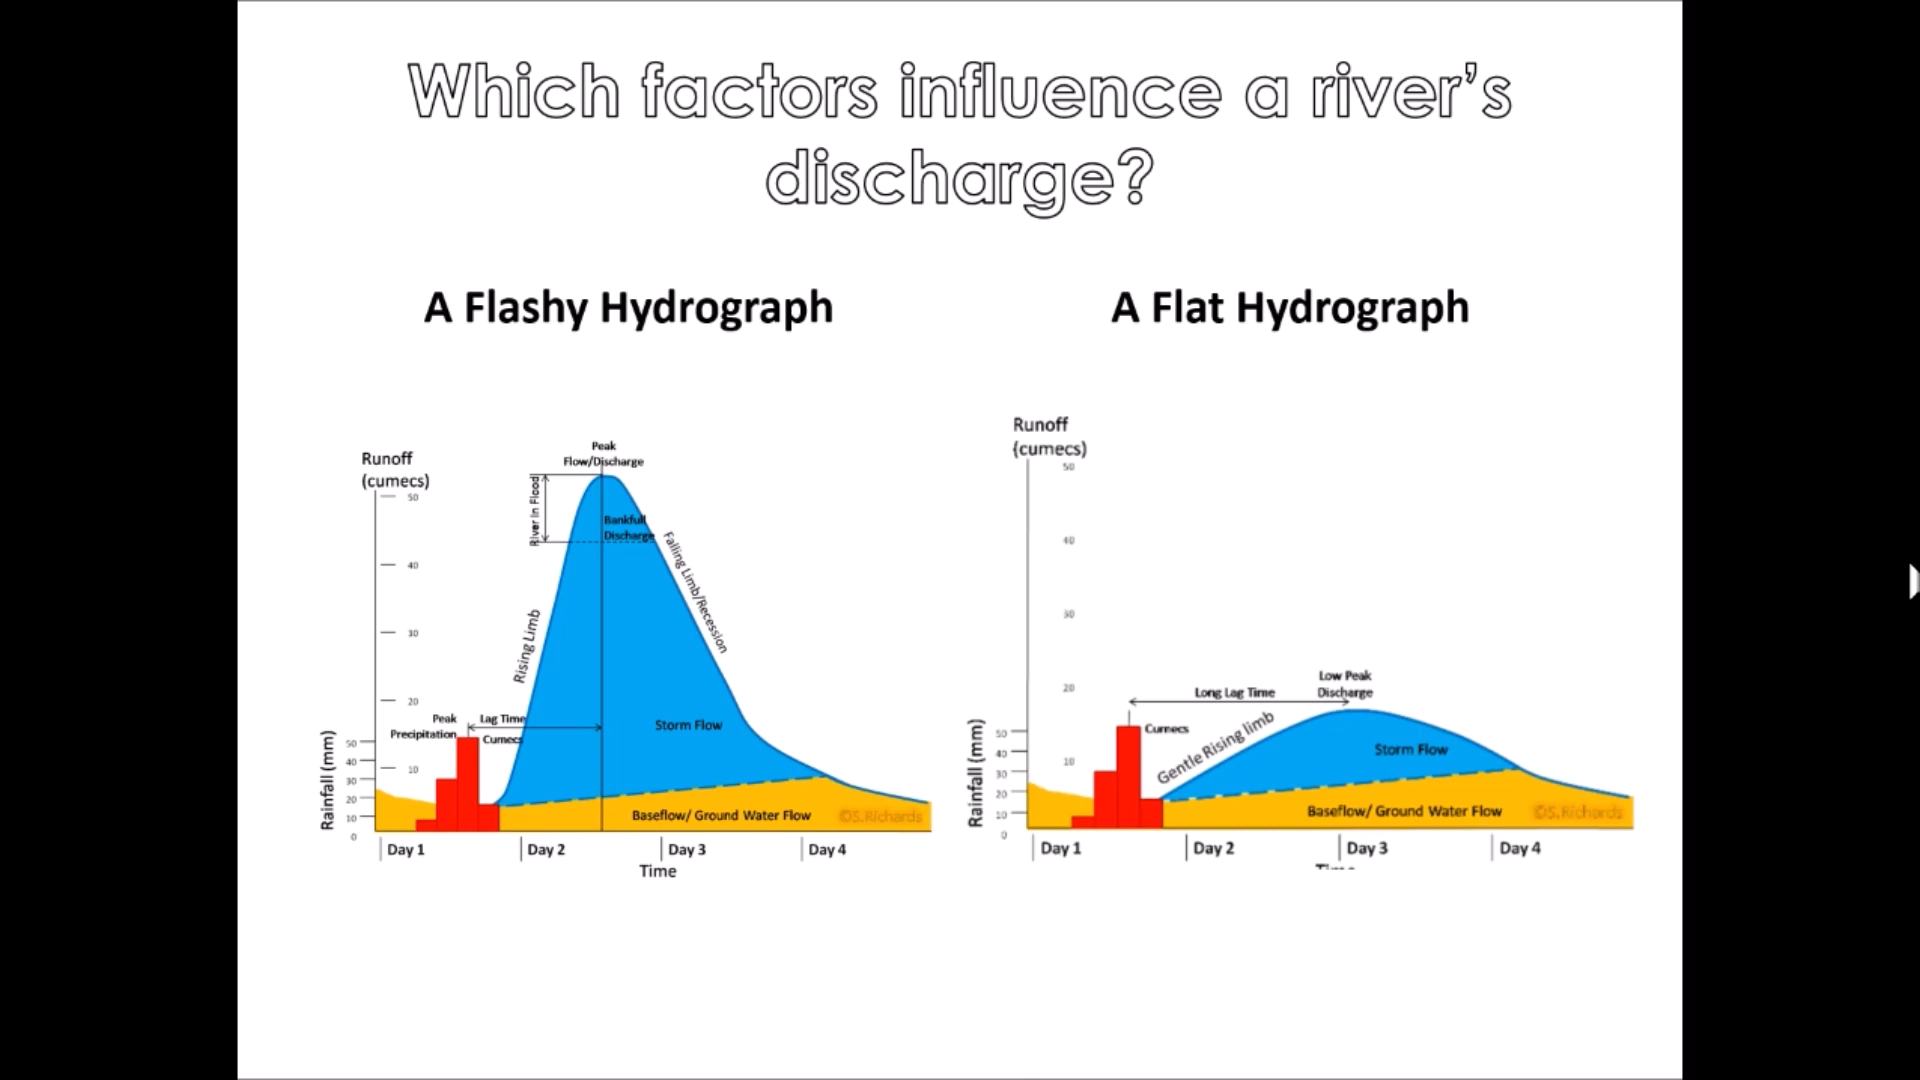 Which factors influence a river’s
discharge?
A Flashy Hydrograph
Runoff
(cumecs)
50
40
30
20
10
Peak
Flow/Discharge
River In Flood
Bankfull
Discharge
Rising Limb
Falling Limb/Recession
Peak
Precipitation
Lag Time
Cumecs
Storm Flow
Baseflow/ Ground Water Flow
©S.Richards
Rainfall (mm)
50
40
30
20
10
0
Day 1
Day 2
Day 3
Day 4
Time
A Flat Hydrograph
Runoff
(cumecs)
50
40
30
20
10
Low Peak
Discharge
Long Lag Time
Cumecs
Gentle Rising limb
Storm Flow
Baseflow/ Ground Water Flow
©S.Richards
Rainfall (mm)
50
40
30
20
10
0
Day 1
Day 2
Day 3
Day 4